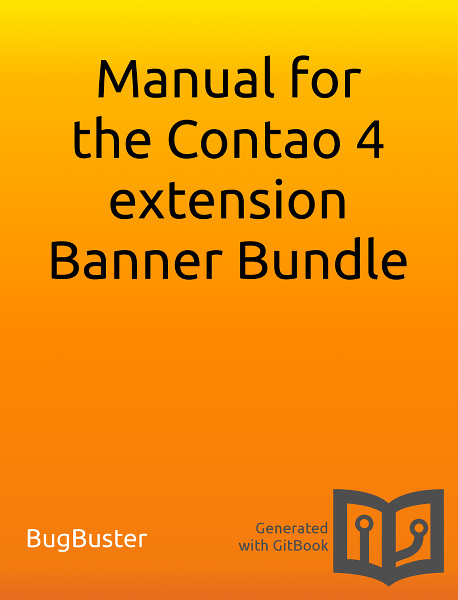 Manual for
the Contao 4
extension
Banner Bundle
BugBuster
Generated
with GitBook